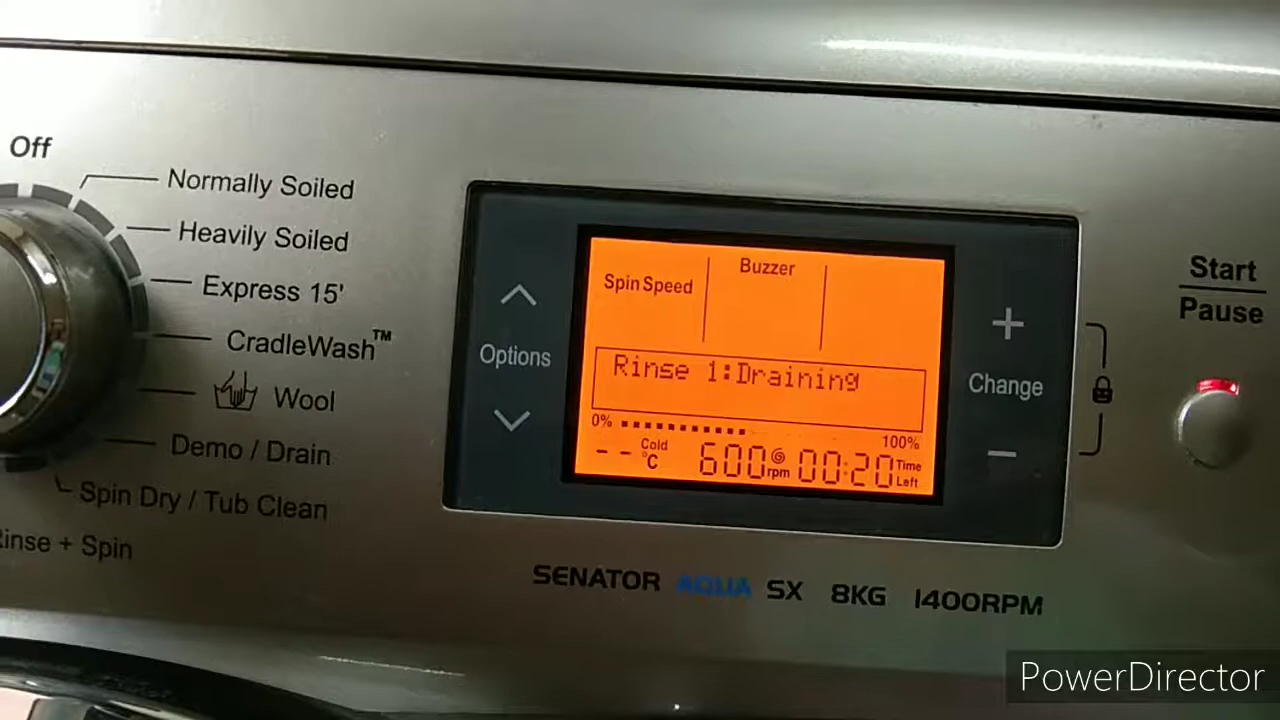 Off
Normally Soiled
Heavily Soiled
Express 15'
CradleWash™
Wool
Demo / Drain
Spin Dry / Tub Clean
Rinse + Spin
Options
Spin Speed
Buzzer
Rinse 1:Draining
0%
100%
-- Cold °C 600 rpm 00:20 Time Left
+
Change
−
Start
Pause
SENATOR AQUA SX 8KG 1400RPM
PowerDirector